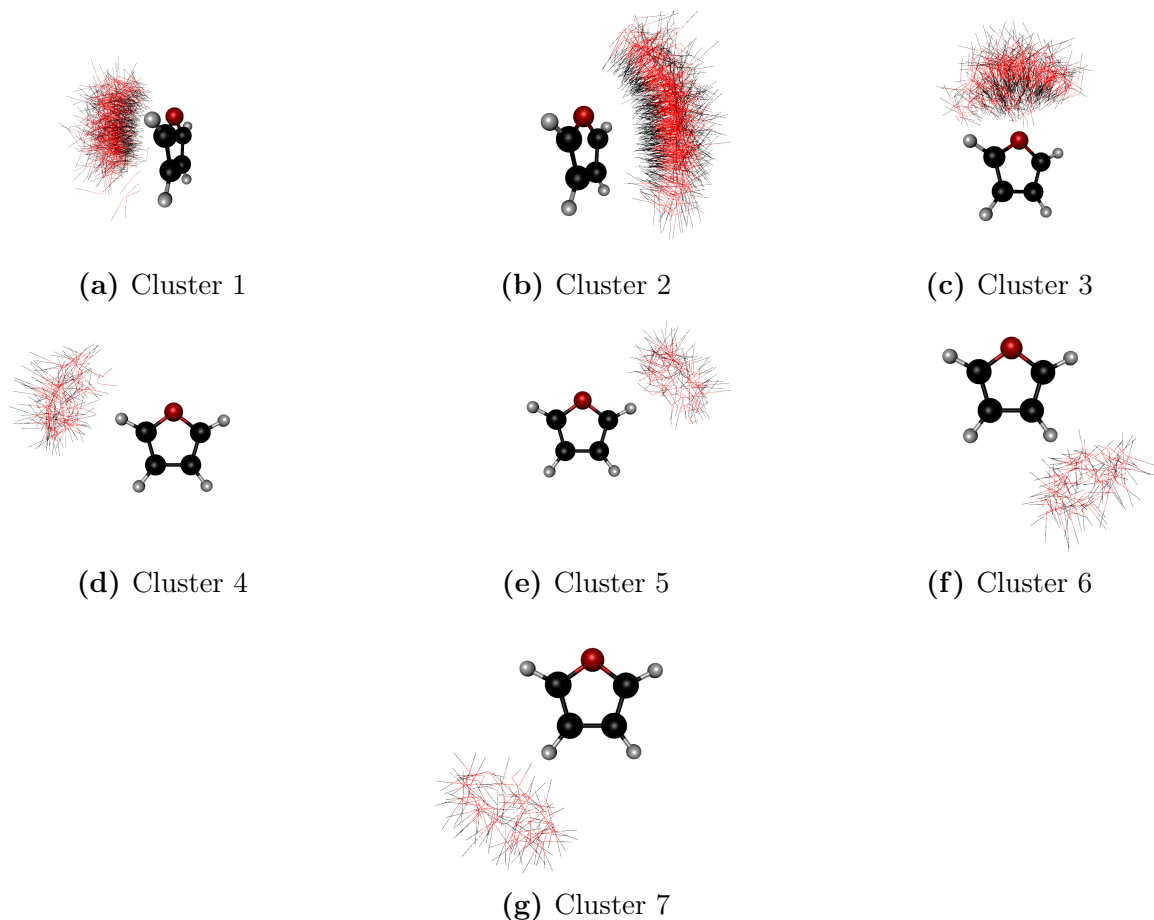 (a) Cluster 1
(b) Cluster 2
(c) Cluster 3
(d) Cluster 4
(e) Cluster 5
(f) Cluster 6
(g) Cluster 7